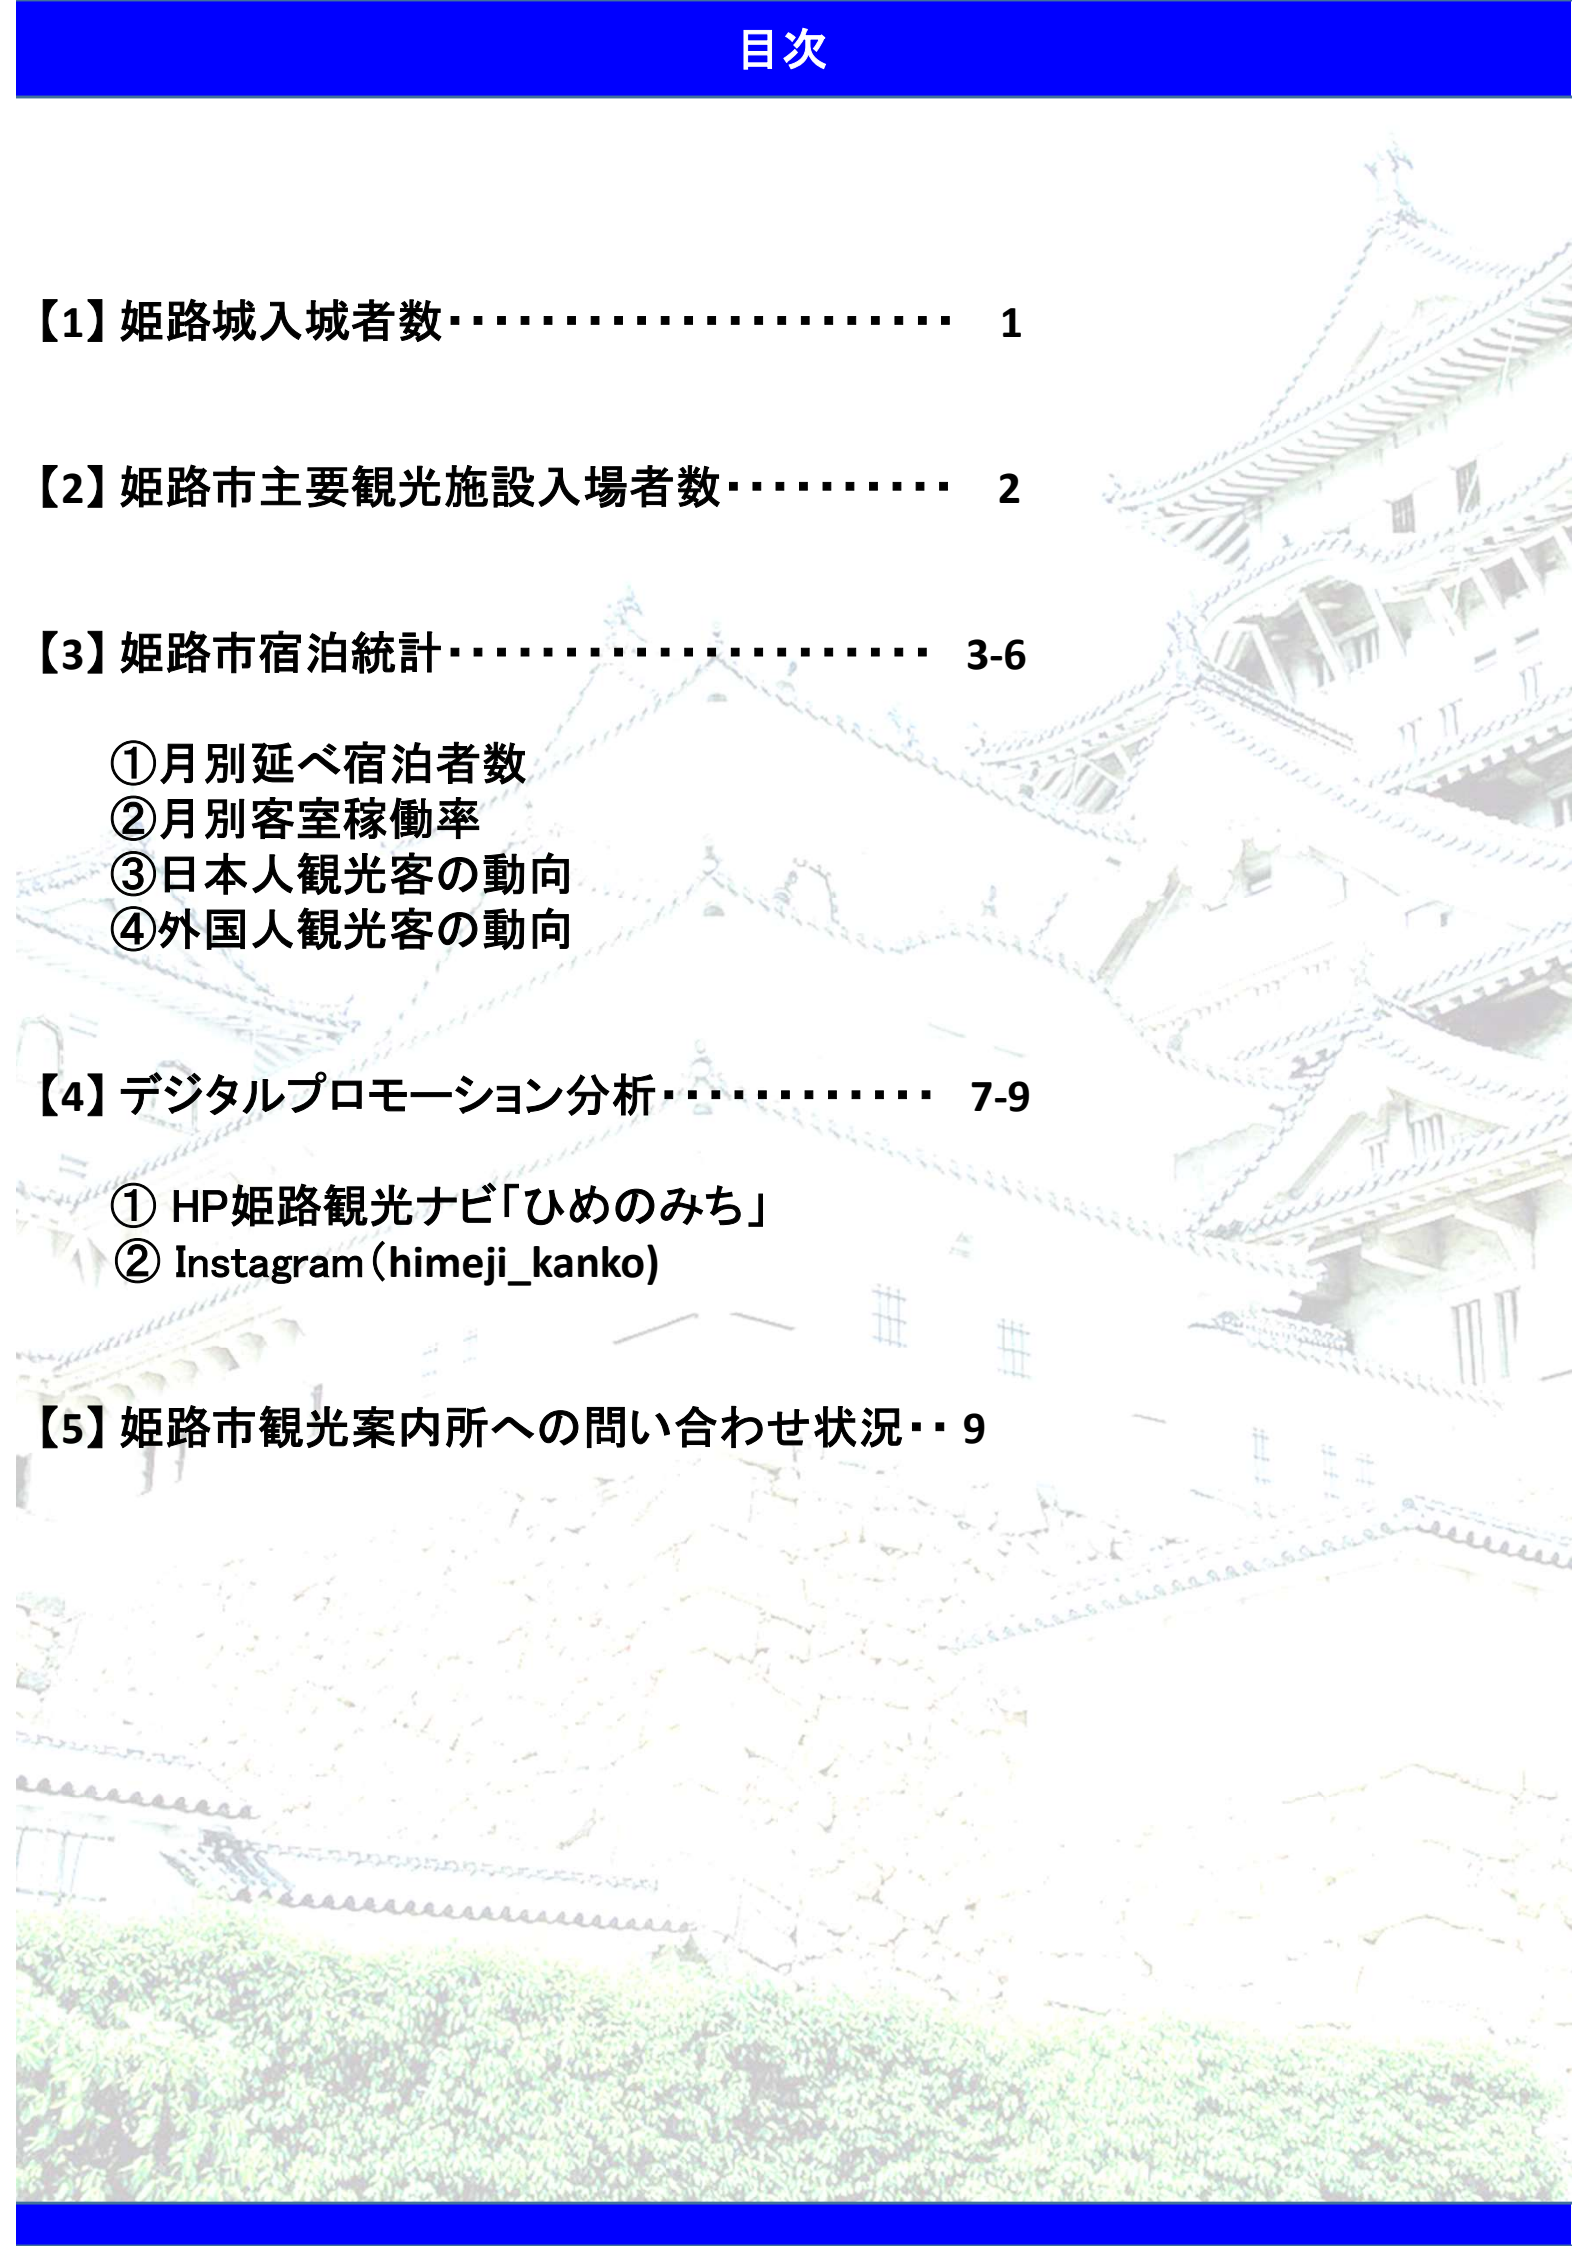 目次
【1】姫路城入城者数・・・・・・・・・・・・・・・・・・・・・・ 1
【2】姫路市主要観光施設入場者数・・・・・・・・・・ 2
【3】姫路市宿泊統計・・・・・・・・・・・・・・・・・・・・・ 3-6
①月別延べ宿泊者数
②月別客室稼働率
③日本人観光客の動向
④外国人観光客の動向
【4】デジタルプロモーション分析・・・・・・・・・・・・ 7-9
① HP姫路観光ナビ「ひめのみち」
② Instagram（himeji_kanko)
【5】姫路市観光案内所への問い合わせ状況・・ 9